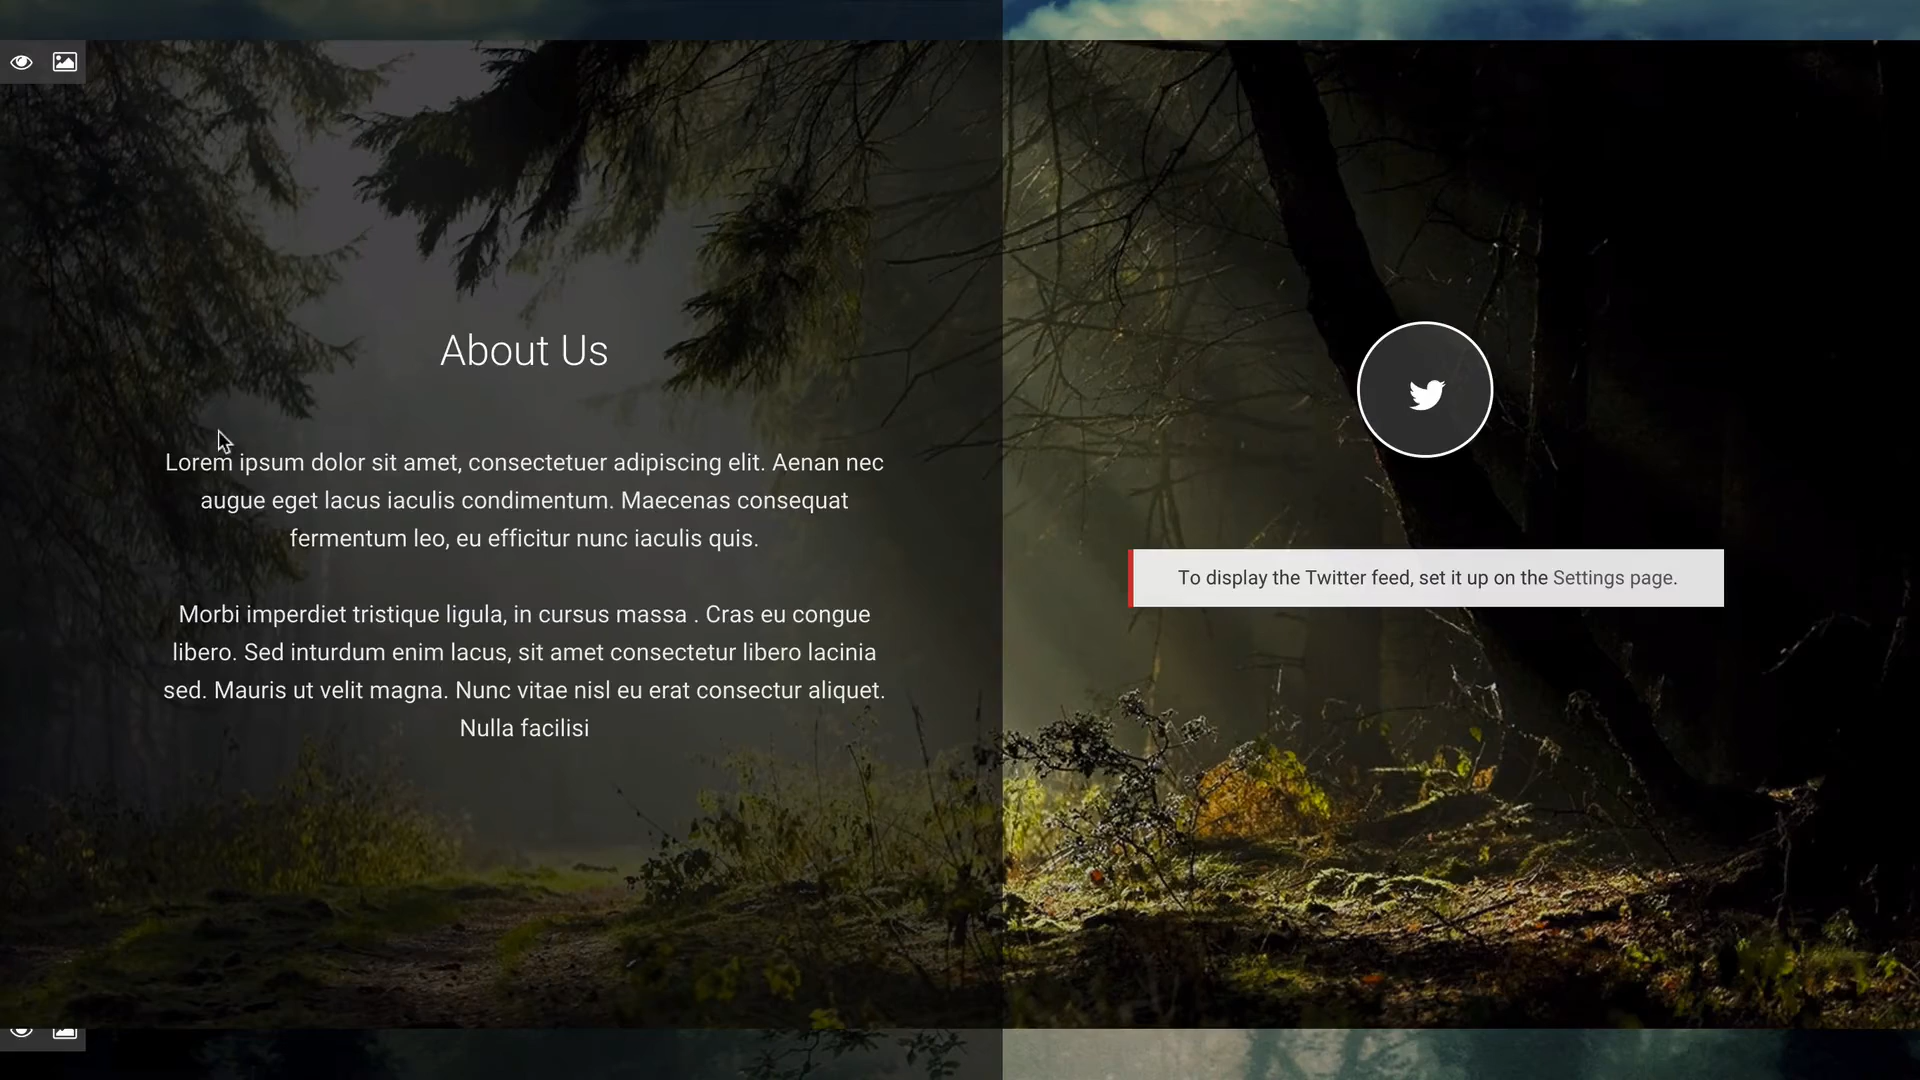 About Us
Lorem ipsum dolor sit amet, consectetuer adipiscing elit. Aenan nec
augue eget lacus iaculis condimentum. Maecenas consequat
fermentum leo, eu efficitur nunc iaculis quis.
Morbi imperdiet tristique ligula, in cursus massa . Cras eu congue
libero. Sed inturdum enim lacus, sit amet consectetur libero lacinia
sed. Mauris ut velit magna. Nunc vitae nisl eu erat consectur aliquet.
Nulla facilisi
To display the Twitter feed, set it up on the Settings page.